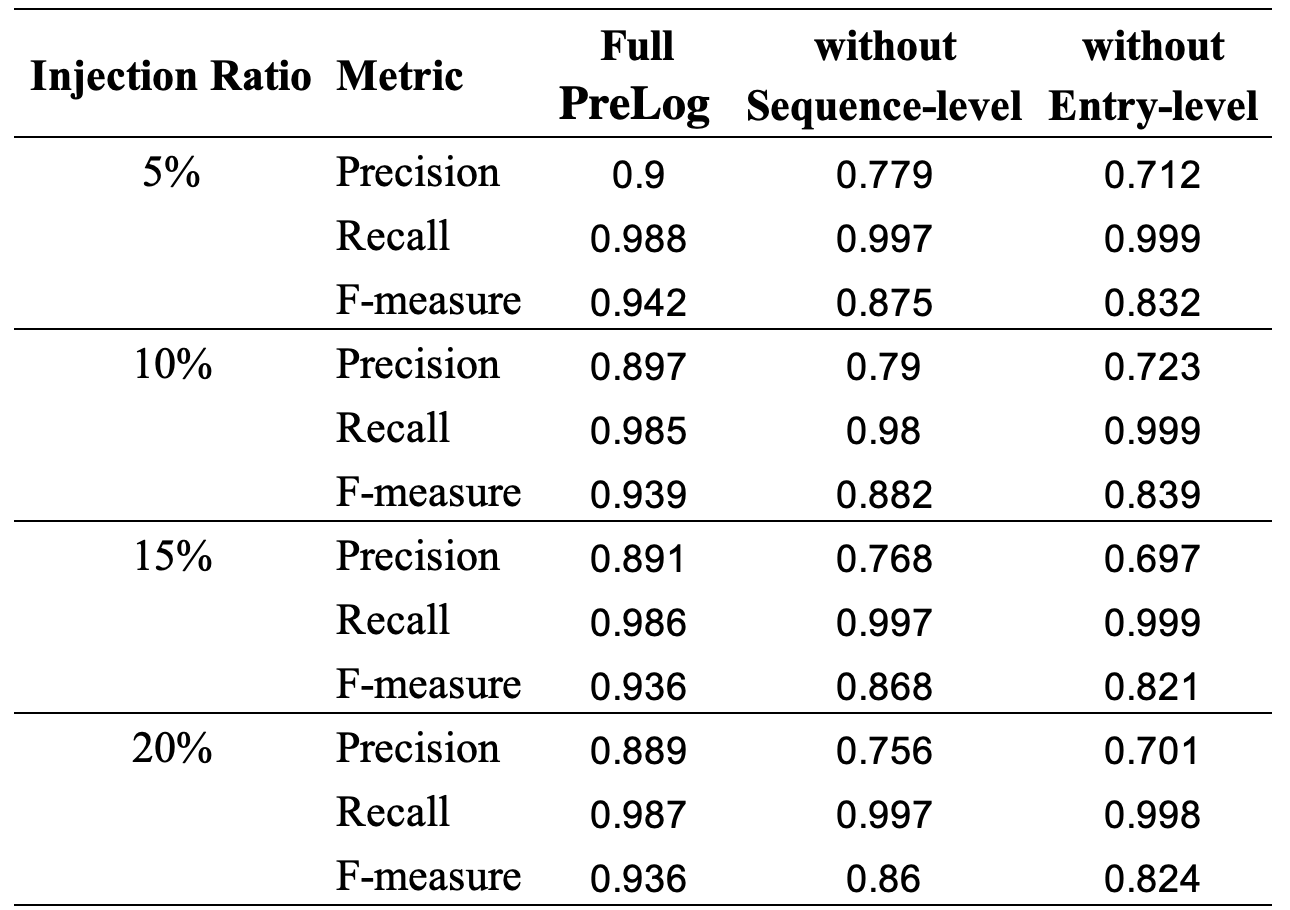 Injection Ratio Metric Full PreLog without Sequence-level without Entry-level
5% Precision 0.9 0.779 0.712
Recall 0.988 0.997 0.999
F-measure 0.942 0.875 0.832
10% Precision 0.897 0.79 0.723
Recall 0.985 0.98 0.999
F-measure 0.939 0.882 0.839
15% Precision 0.891 0.768 0.697
Recall 0.986 0.997 0.999
F-measure 0.936 0.868 0.821
20% Precision 0.889 0.756 0.701
Recall 0.987 0.997 0.998
F-measure 0.936 0.86 0.824